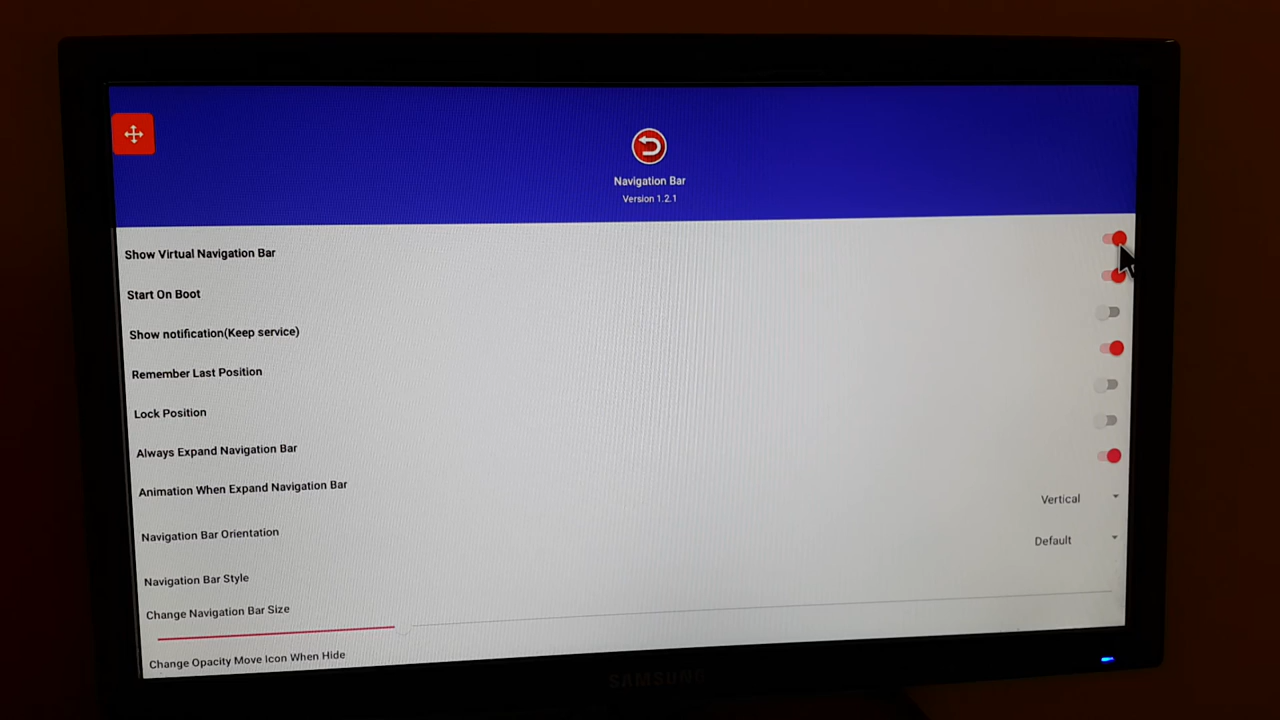 Navigation Bar
Version 1.2.1
Show Virtual Navigation Bar
Start On Boot
Show notification(Keep service)
Remember Last Position
Lock Position
Always Expand Navigation Bar
Animation When Expand Navigation Bar
Navigation Bar Orientation
Vertical
Navigation Bar Style
Default
Change Navigation Bar Size
Change Opacity Move Icon When Hide
SAMSUNG